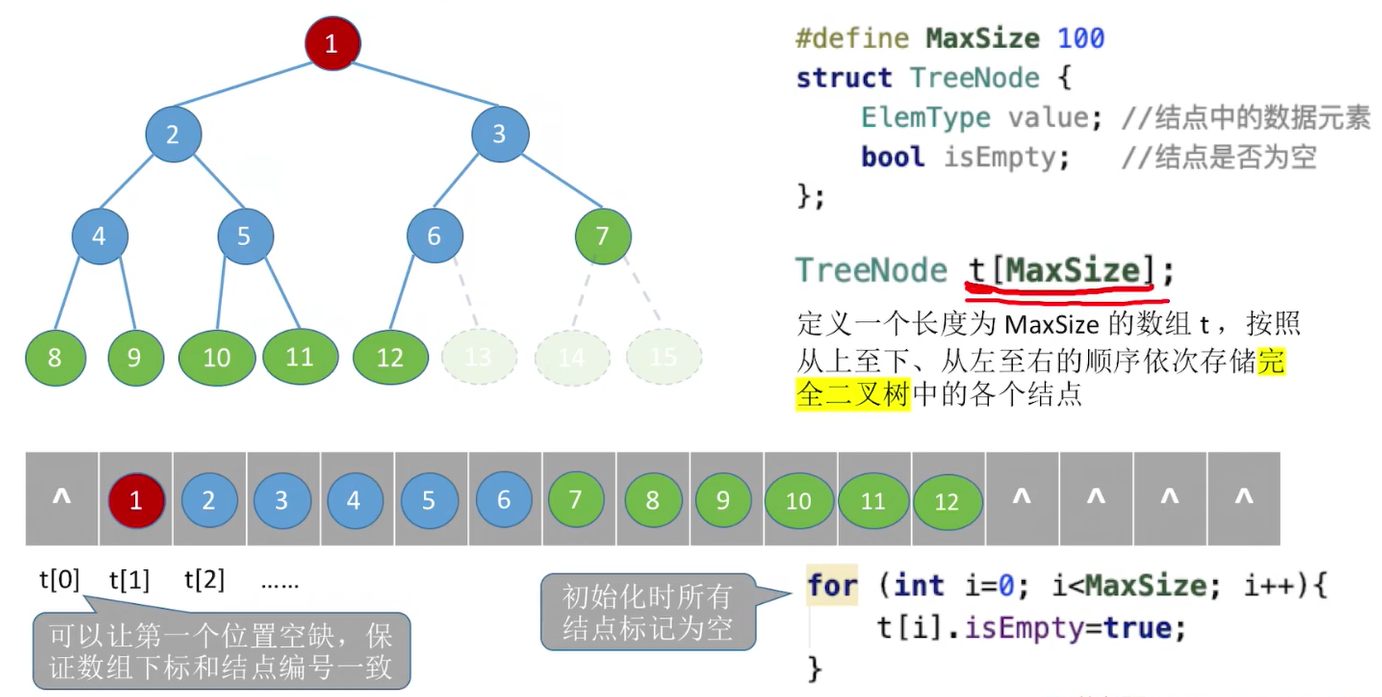 1
2
3
4
5
6
7
8
9
10
11
12
13
14
15
#define MaxSize 100
struct TreeNode {
ElemType value; //结点中的数据元素
bool isEmpty; //结点是否为空
};
TreeNode t[MaxSize];
定义一个长度为 MaxSize 的数组 t ，按照
从上至下、从左至右的顺序依次存储完
全二叉树中的各个结点
^ 1 2 3 4 5 6 7 8 9 10 11 12 ^ ^ ^ ^
t[0] t[1] t[2] ......
可以让第一个位置空缺，保
证数组下标和结点编号一致
初始化时所有
结点标记为空
for (int i=0; i<MaxSize; i++){
t[i].isEmpty=true;
}